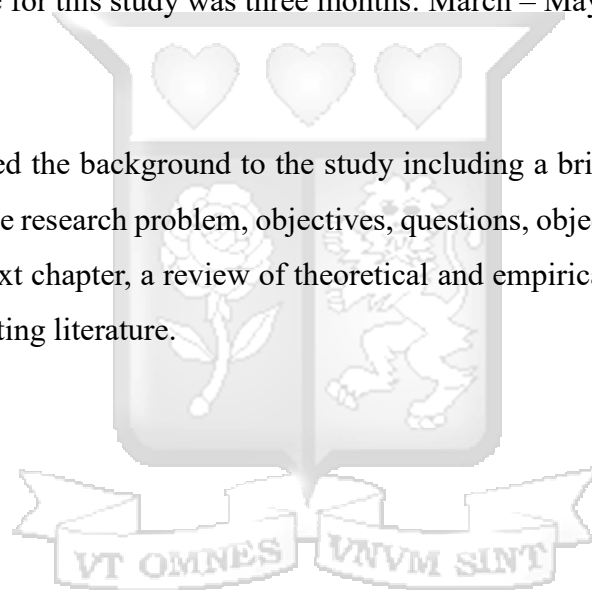 e for this study was three months: March – May
ed the background to the study including a bri
e research problem, objectives, questions, obje
xt chapter, a review of theoretical and empirica
ting literature.
VT OMNES VNVM SINT